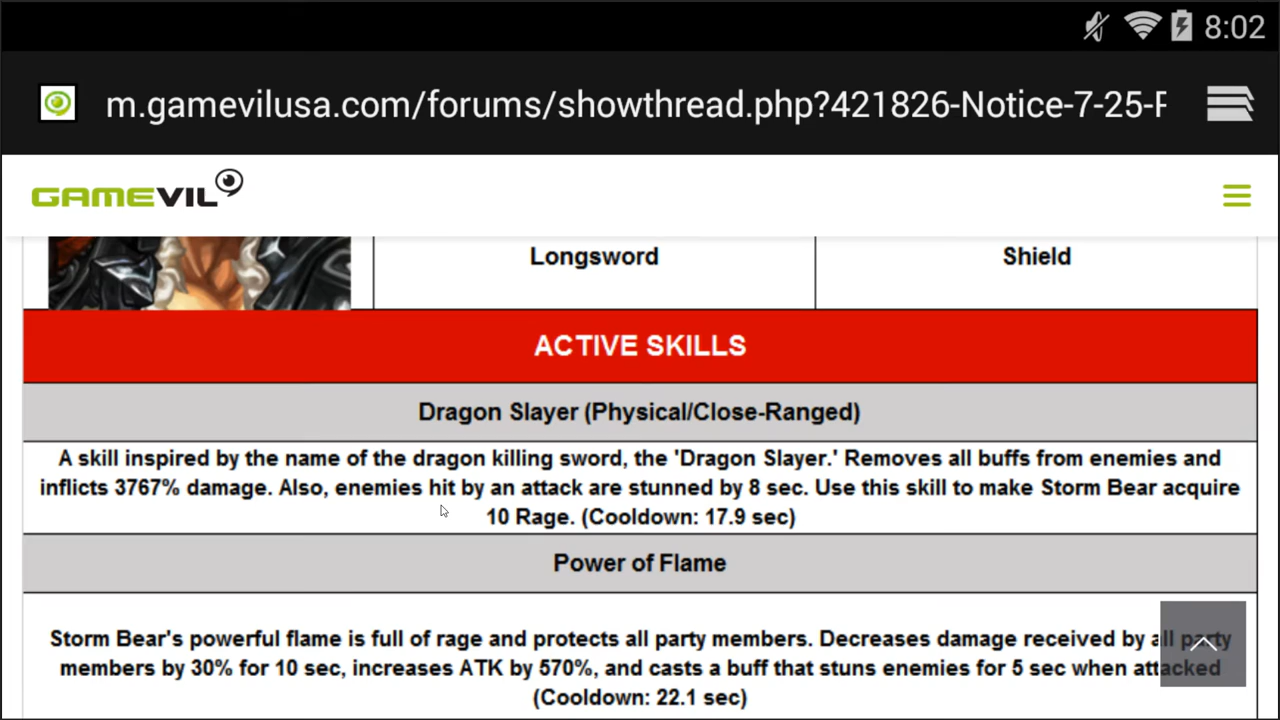 8:02
m.gamevilusa.com/forums/showthread.php?421826-Notice-7-25-F
GAMEVIL
Longsword
Shield
ACTIVE SKILLS
Dragon Slayer (Physical/Close-Ranged)
A skill inspired by the name of the dragon killing sword, the 'Dragon Slayer.' Removes all buffs from enemies and
inflicts 3767% damage. Also, enemies hit by an attack are stunned by 8 sec. Use this skill to make Storm Bear acquire
10 Rage. (Cooldown: 17.9 sec)
Power of Flame
Storm Bear's powerful flame is full of rage and protects all party members. Decreases damage received by all party
members by 30% for 10 sec, increases ATK by 570%, and casts a buff that stuns enemies for 5 sec when attacked
(Cooldown: 22.1 sec)